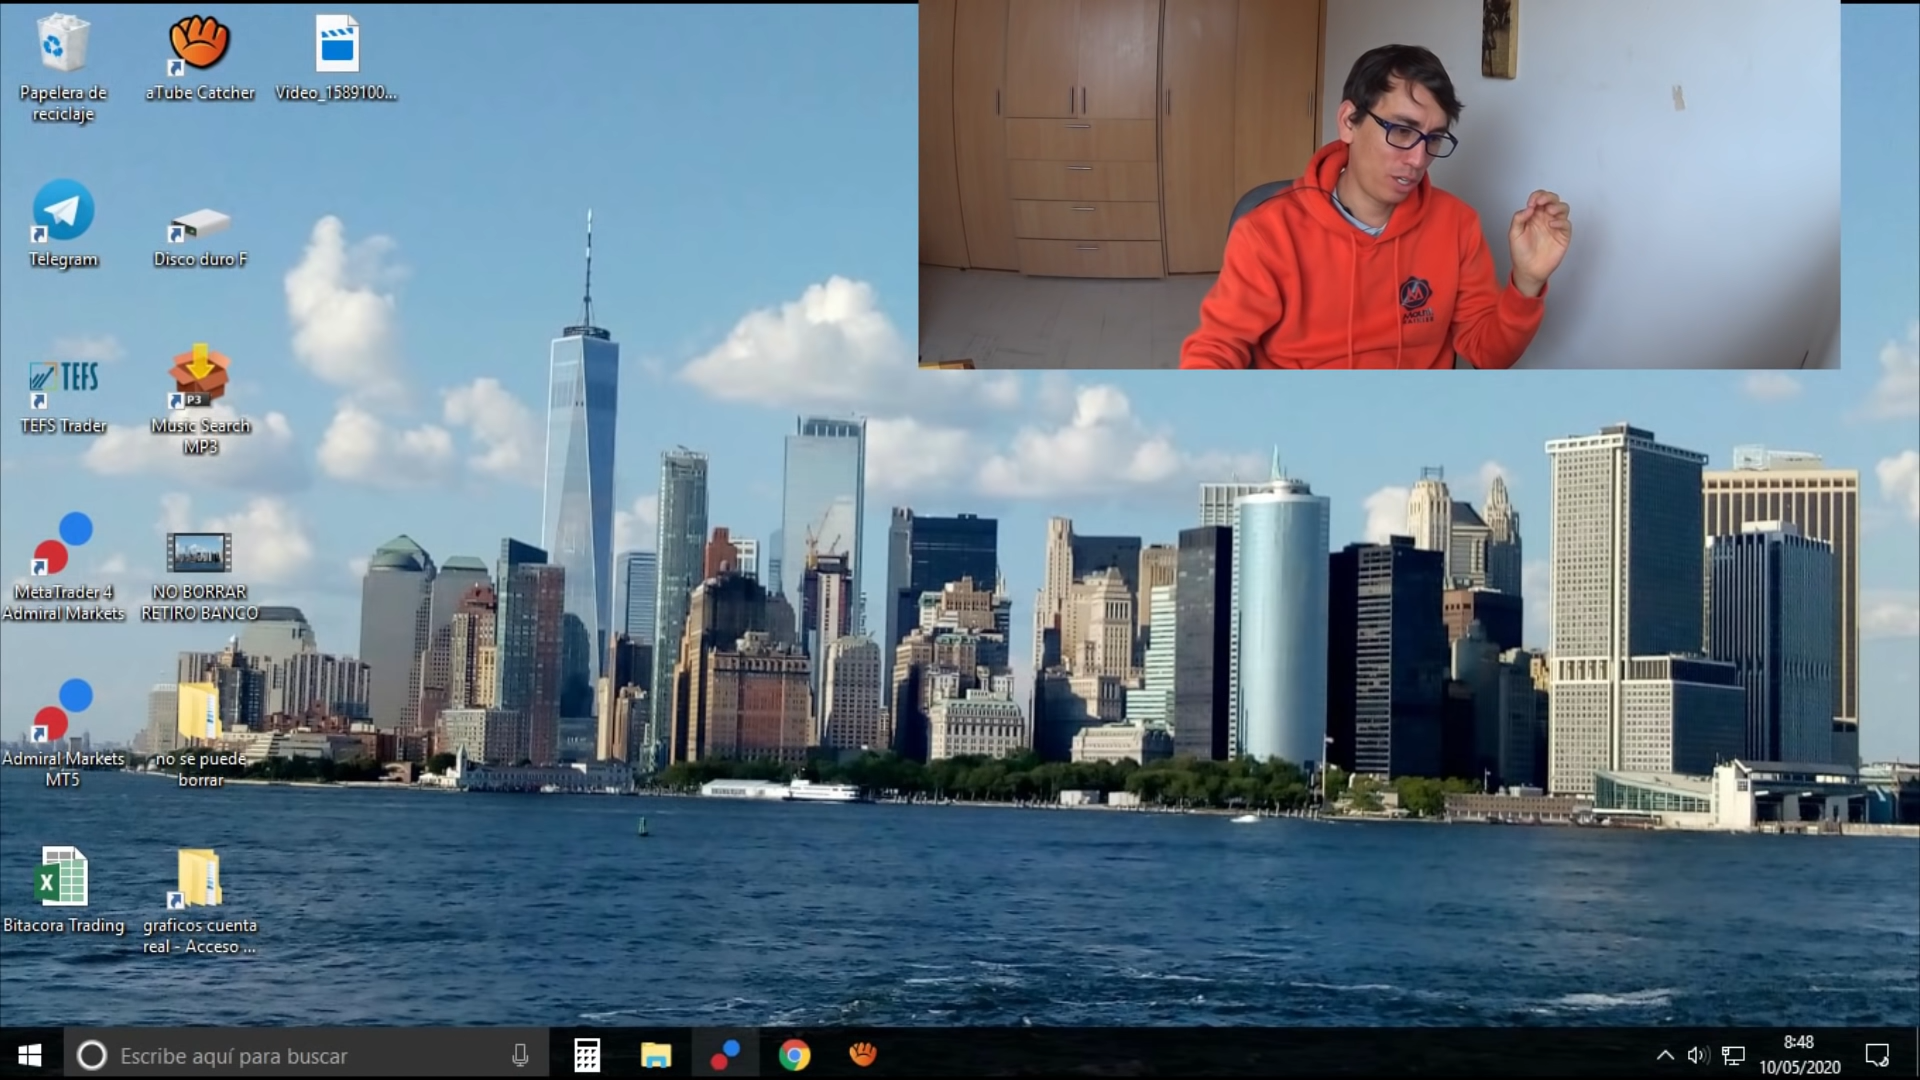 Papelera de
reciclaje
aTube Catcher
Video_1589100...
Telegram
Disco duro F
TEFS
TEFS Trader
P3
Music Search
MP3
MetaTrader 4
Admiral Markets
NO BORRAR
RETIRO BANCO
Admiral Markets
MT5
no se puede
borrar
X
Bitacora Trading
graficos cuenta
real - Acceso ...
Escribe aquí para buscar
8:48
10/05/2020